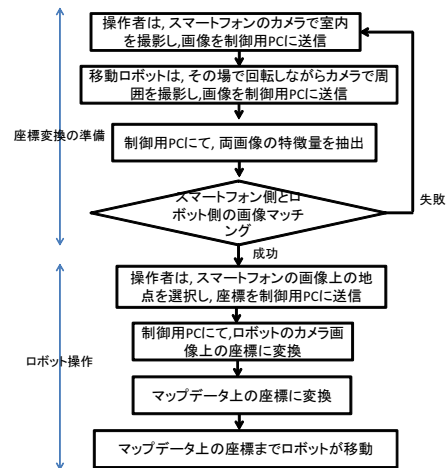 操作者は, スマートフォンのカメラで室内
を撮影し,画像を制御用PCに送信
移動ロボットは, その場で回転しながらカメラで周
囲を撮影し,画像を制御用PCに送信
座標変換の準備
制御用PCにて, 両画像の特徴量を抽出
スマートフォン側とロ
ボット側の画像マッチ
ング
失敗
成功
操作者は, スマートフォンの画像上の地
点を選択し, 座標を制御用PCに送信
制御用PCにて,ロボットのカメラ画
像上の座標に変換
ロボット操作
マップデータ上の座標に変換
マップデータ上の座標までロボットが移動